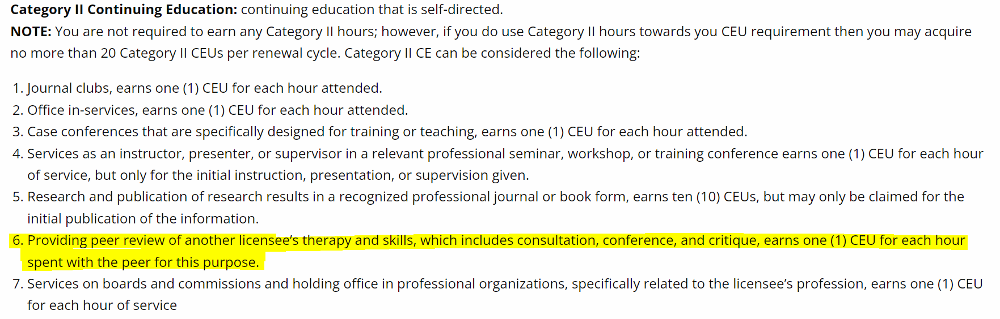 Category II Continuing Education: continuing education that is self-directed.
NOTE: You are not required to earn any Category II hours; however, if you do use Category II hours towards you CEU requirement then you may acquire
no more than 20 Category II CEUs per renewal cycle. Category II CE can be considered the following:
1. Journal clubs, earns one (1) CEU for each hour attended.
2. Office in-services, earns one (1) CEU for each hour attended.
3. Case conferences that are specifically designed for training or teaching, earns one (1) CEU for each hour attended.
4. Services as an instructor, presenter, or supervisor in a relevant professional seminar, workshop, or training conference earns one (1) CEU for each hour
of service, but only for the initial instruction, presentation, or supervision given.
5. Research and publication of research results in a recognized professional journal or book form, earns ten (10) CEUs, but may only be claimed for the
initial publication of the information.
6. Providing peer review of another licensee’s therapy and skills, which includes consultation, conference, and critique, earns one (1) CEU for each hour
spent with the peer for this purpose.
7. Services on boards and commissions and holding office in professional organizations, specifically related to the licensee’s profession, earns one (1) CEU
for each hour of service